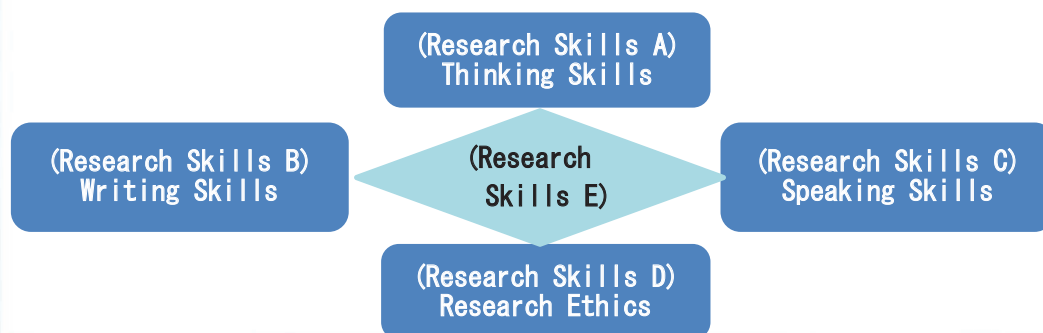 (Research Skills A)
Thinking Skills
(Research Skills B)
Writing Skills
(Research
Skills E)
(Research Skills C)
Speaking Skills
(Research Skills D)
Research Ethics